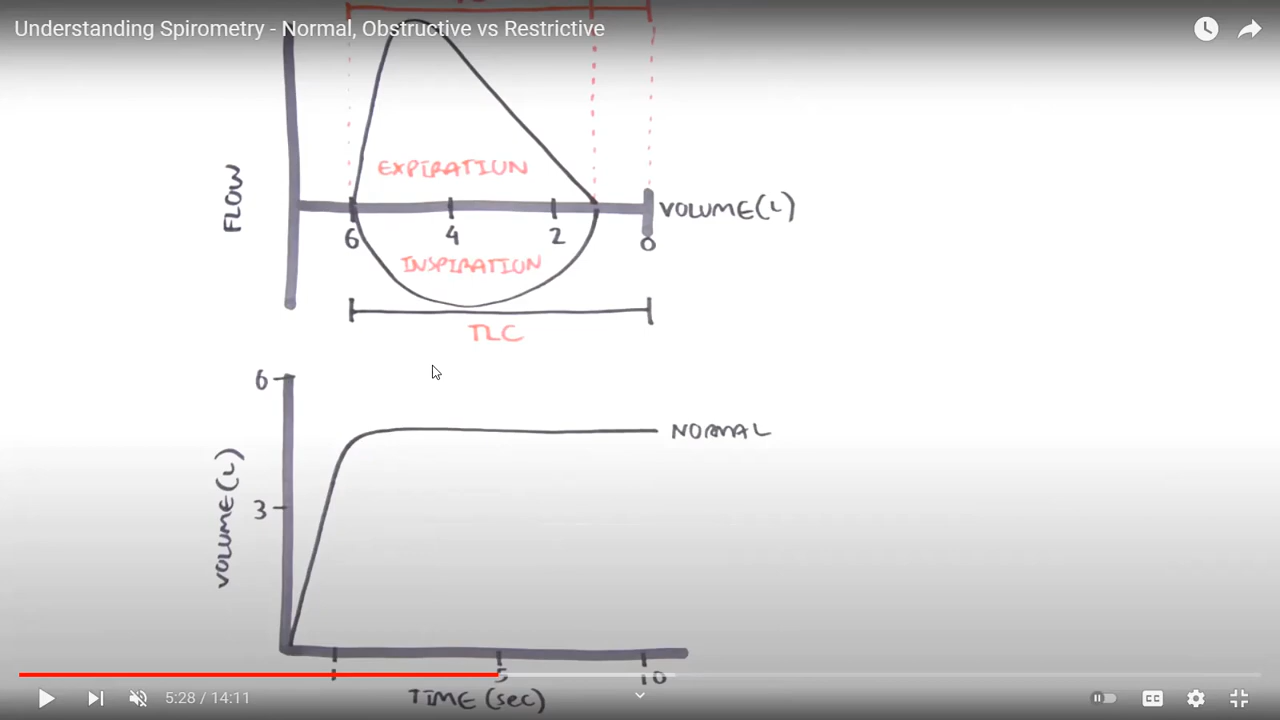 Understanding Spirometry - Normal, Obstructive vs Restrictive
EXPIRATION
FLOW
VOLUME(L)
6 4 2 0
INSPIRATION
TLC
6
NORMAL
VOLUME(L)
3
5 10
TIME (sec)
5:28 / 14:11
CC